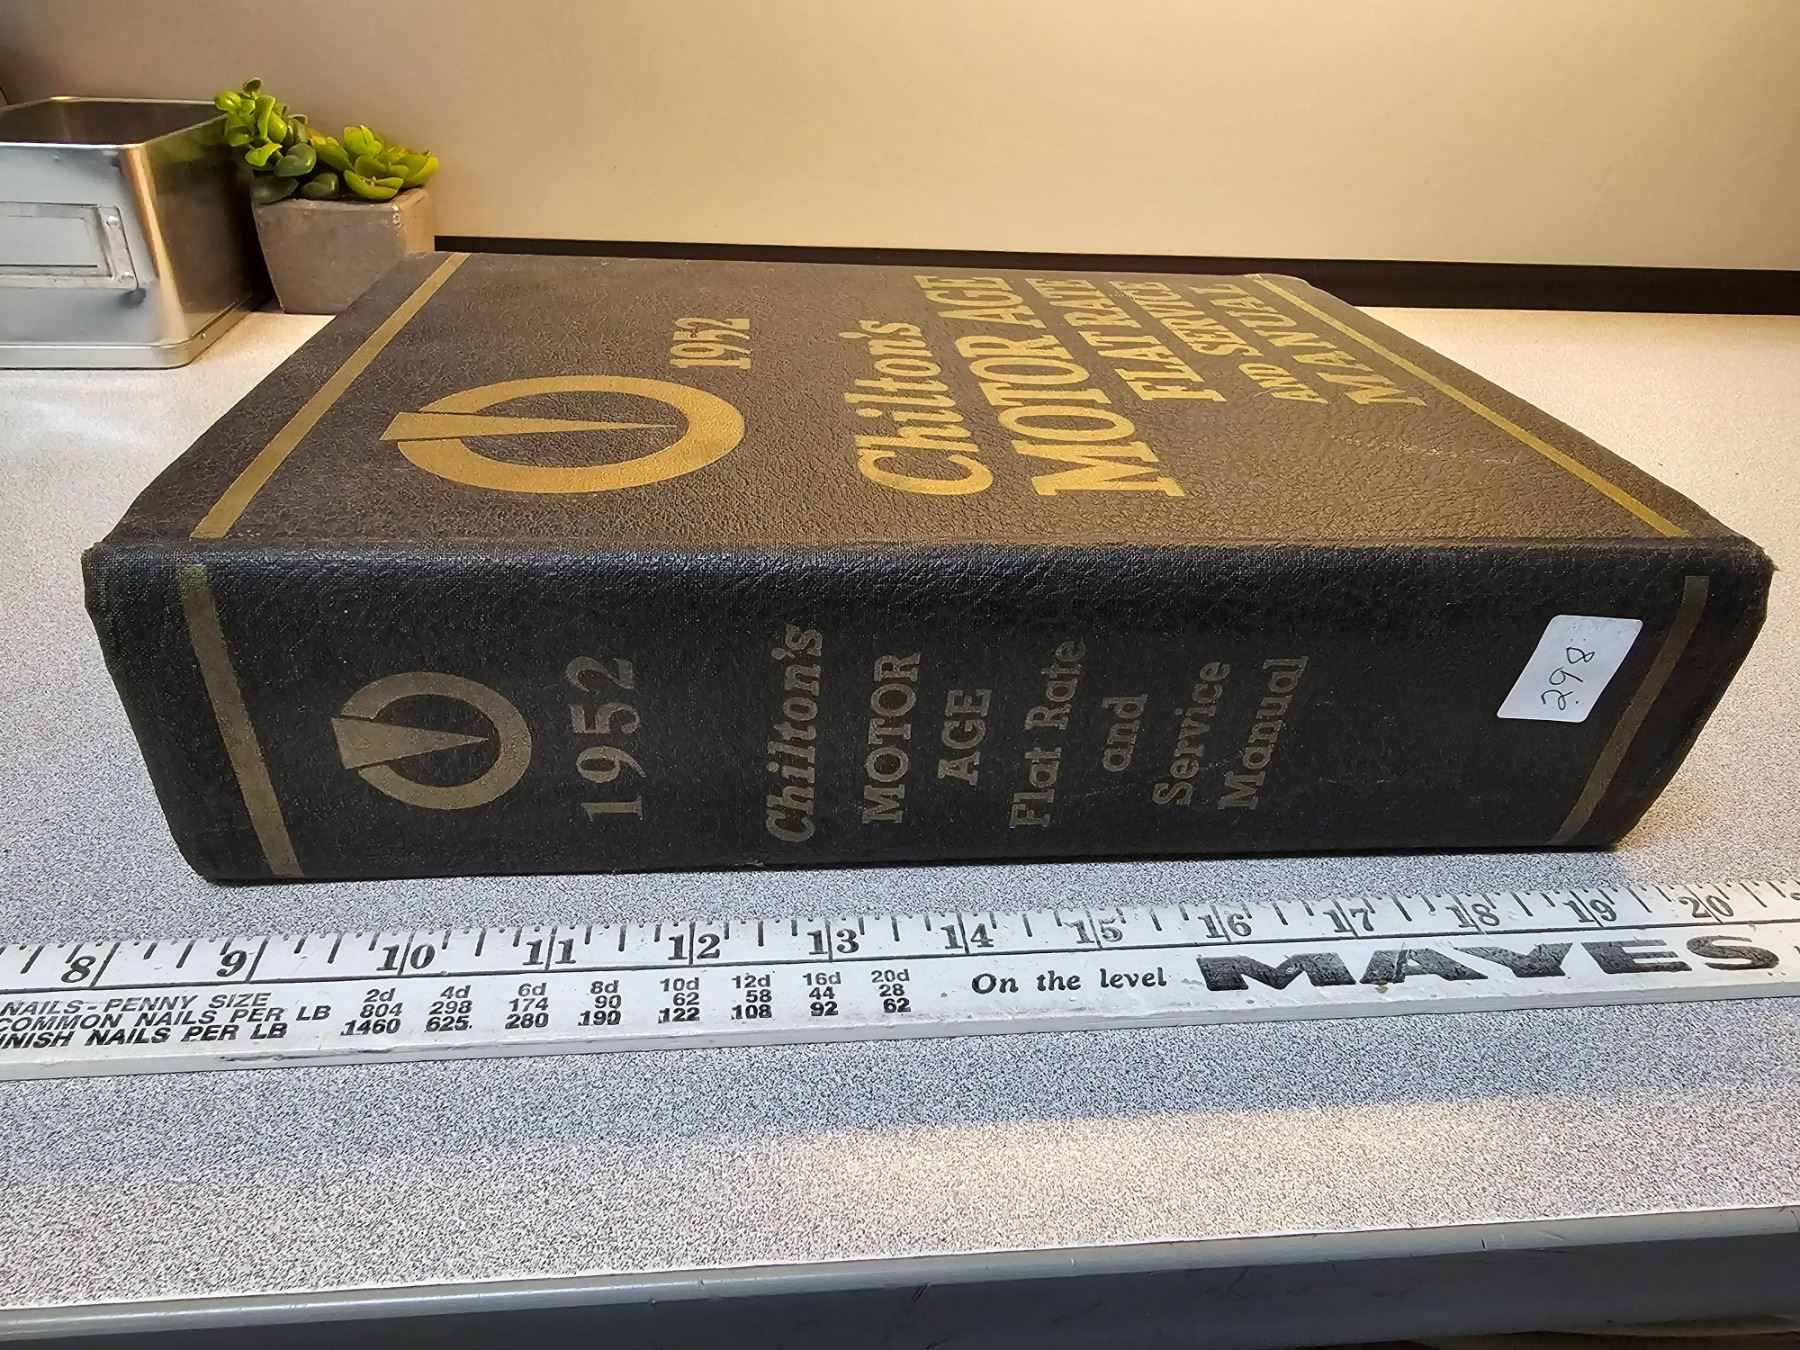 1952
Chilton's
MOTOR AGE
FLAT RATE
AND SERVICE
MANUAL
1952
Chilton's
MOTOR
AGE
Flat Rate
and
Service
Manual
.298.
8 9 10 11 12 13 14 15 16 17 18 19 20
NAILS-PENNY SIZE 2d 4d 6d 8d 10d 12d 16d 20d
COMMON NAILS PER LB 804 298 174 90 62 58 44 28
INISH NAILS PER LB 1460 625 280 190 122 108 92 62
On the level MAYES